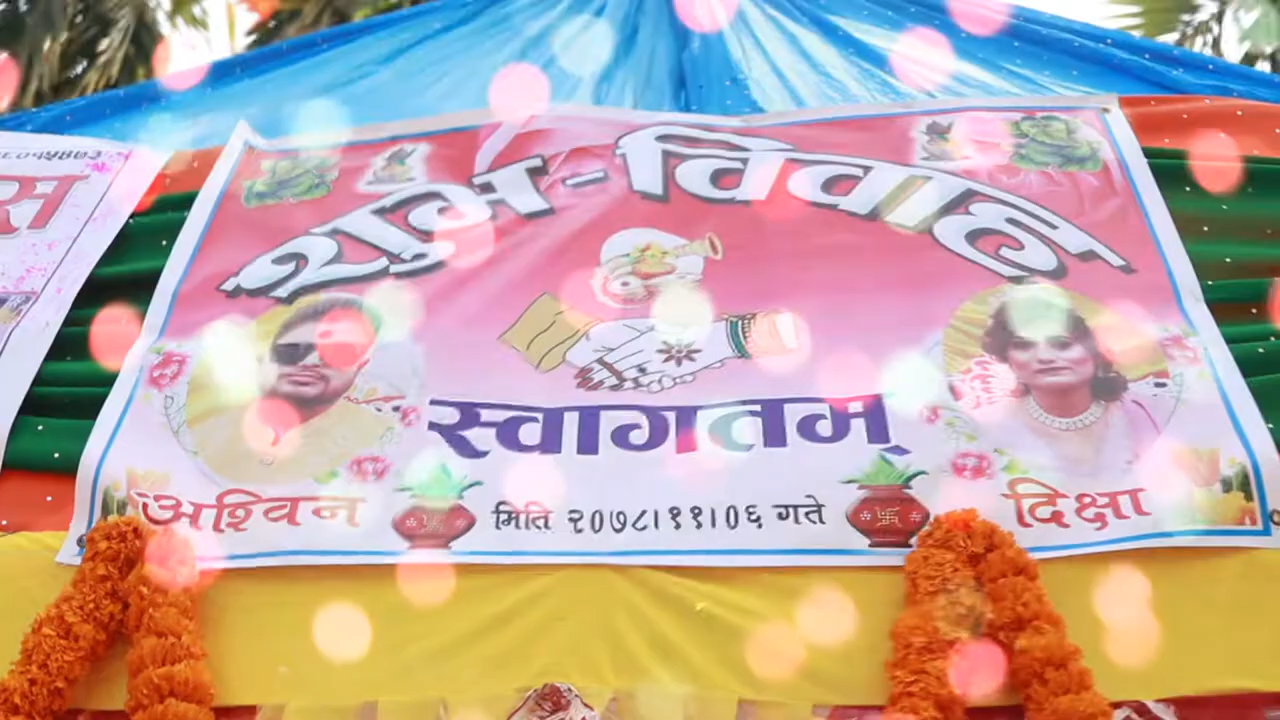 शुभ-विवाह
स्वागतम्
अश्विन
मिति २०७८।११।०६ गते
दिक्षा